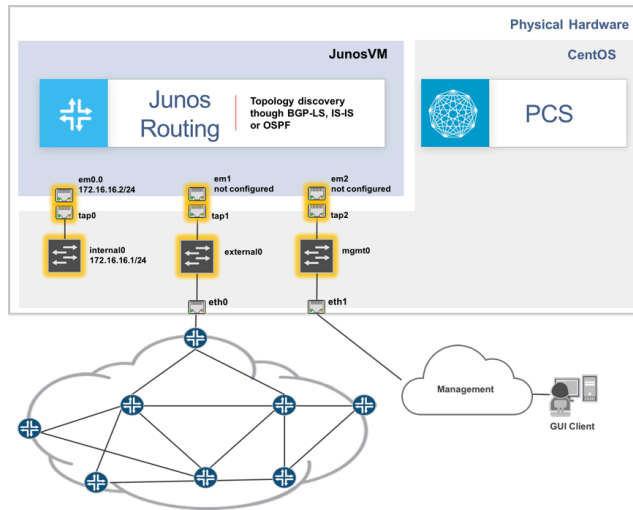 Physical Hardware
JunosVM
CentOS
Junos
Routing
Topology discovery
though BGP-LS, IS-IS
or OSPF
PCS
em0.0
172.16.16.2/24
em1
not configured
em2
not configured
tap0
tap1
tap2
internal0
172.16.16.1/24
external0
mgmt0
eth0
eth1
Management
GUI Client